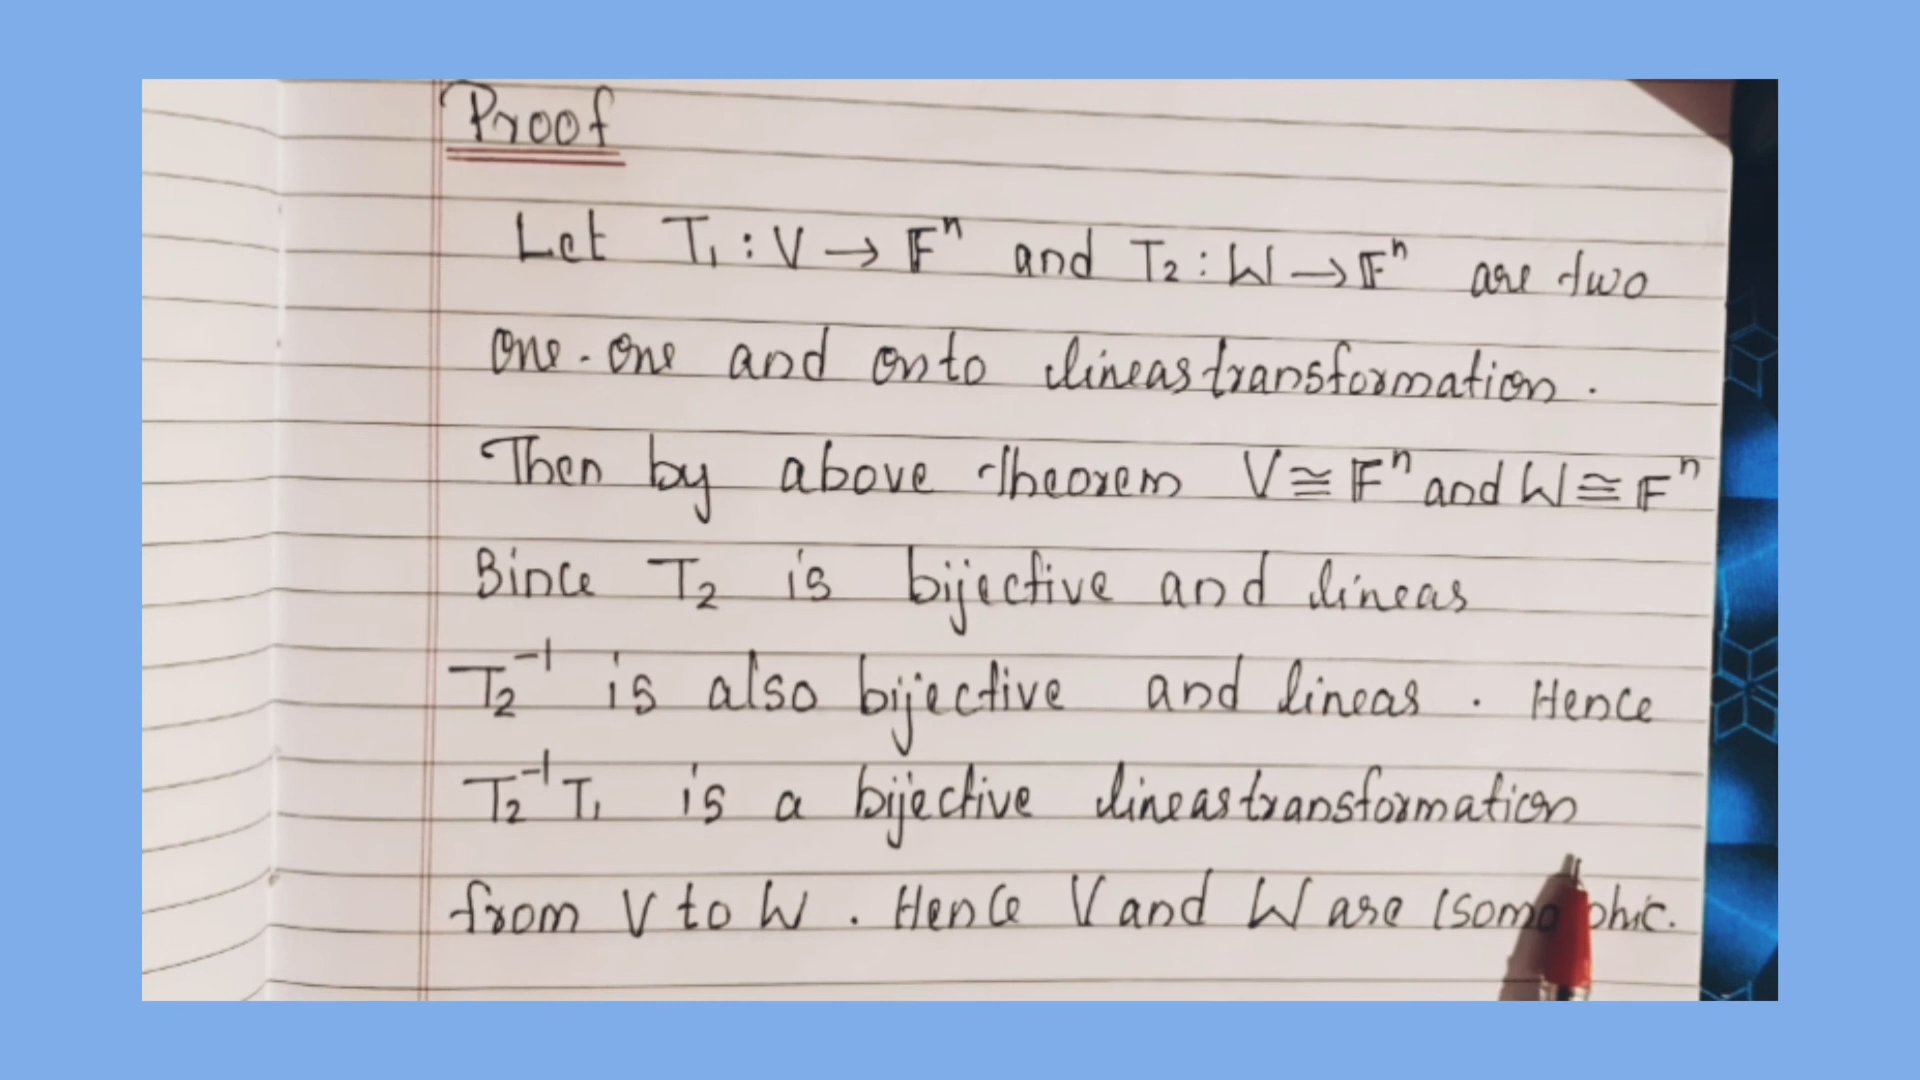 Proof
Let T₁ : V → 𝔽ⁿ and T₂ : W → 𝔽ⁿ are two
one-one and onto linear transformation.
Then by above theorem V ≅ 𝔽ⁿ and W ≅ 𝔽ⁿ
Since T₂ is bijective and linear
T₂⁻¹ is also bijective and linear. Hence
T₂⁻¹T₁ is a bijective linear transformation
from V to W. Hence V and W are